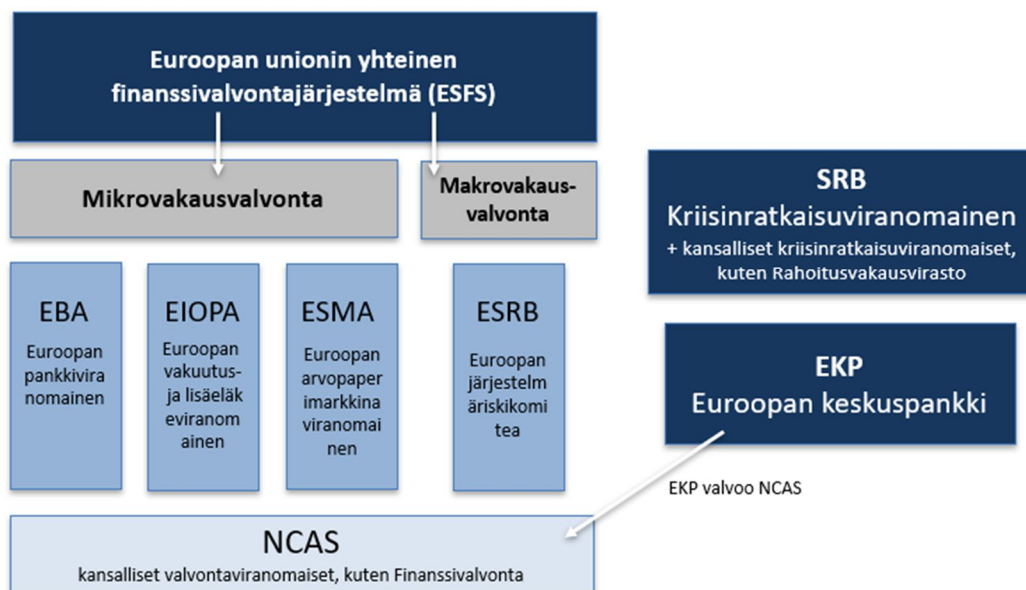 Euroopan unionin yhteinen
finanssivalvontajärjestelmä (ESFS)
Mikrovakausvalvonta
Makrovakaus-
valvonta
EBA
Euroopan
pankkivira
nomainen
EIOPA
Euroopan
vakuutus-
ja lisäeläk
eviranom
ainen
ESMA
Euroopan
arvopaper
imarkkina
viranomai
nen
ESRB
Euroopan
järjestelm
äriskikomi
tea
SRB
Kriisinratkaisuviranomainen
+ kansalliset kriisinratkaisuviranomaiset,
kuten Rahoitusvakausvirasto
EKP
Euroopan keskuspankki
EKP valvoo NCAS
NCAS
kansalliset valvontaviranomaiset, kuten Finanssivalvonta